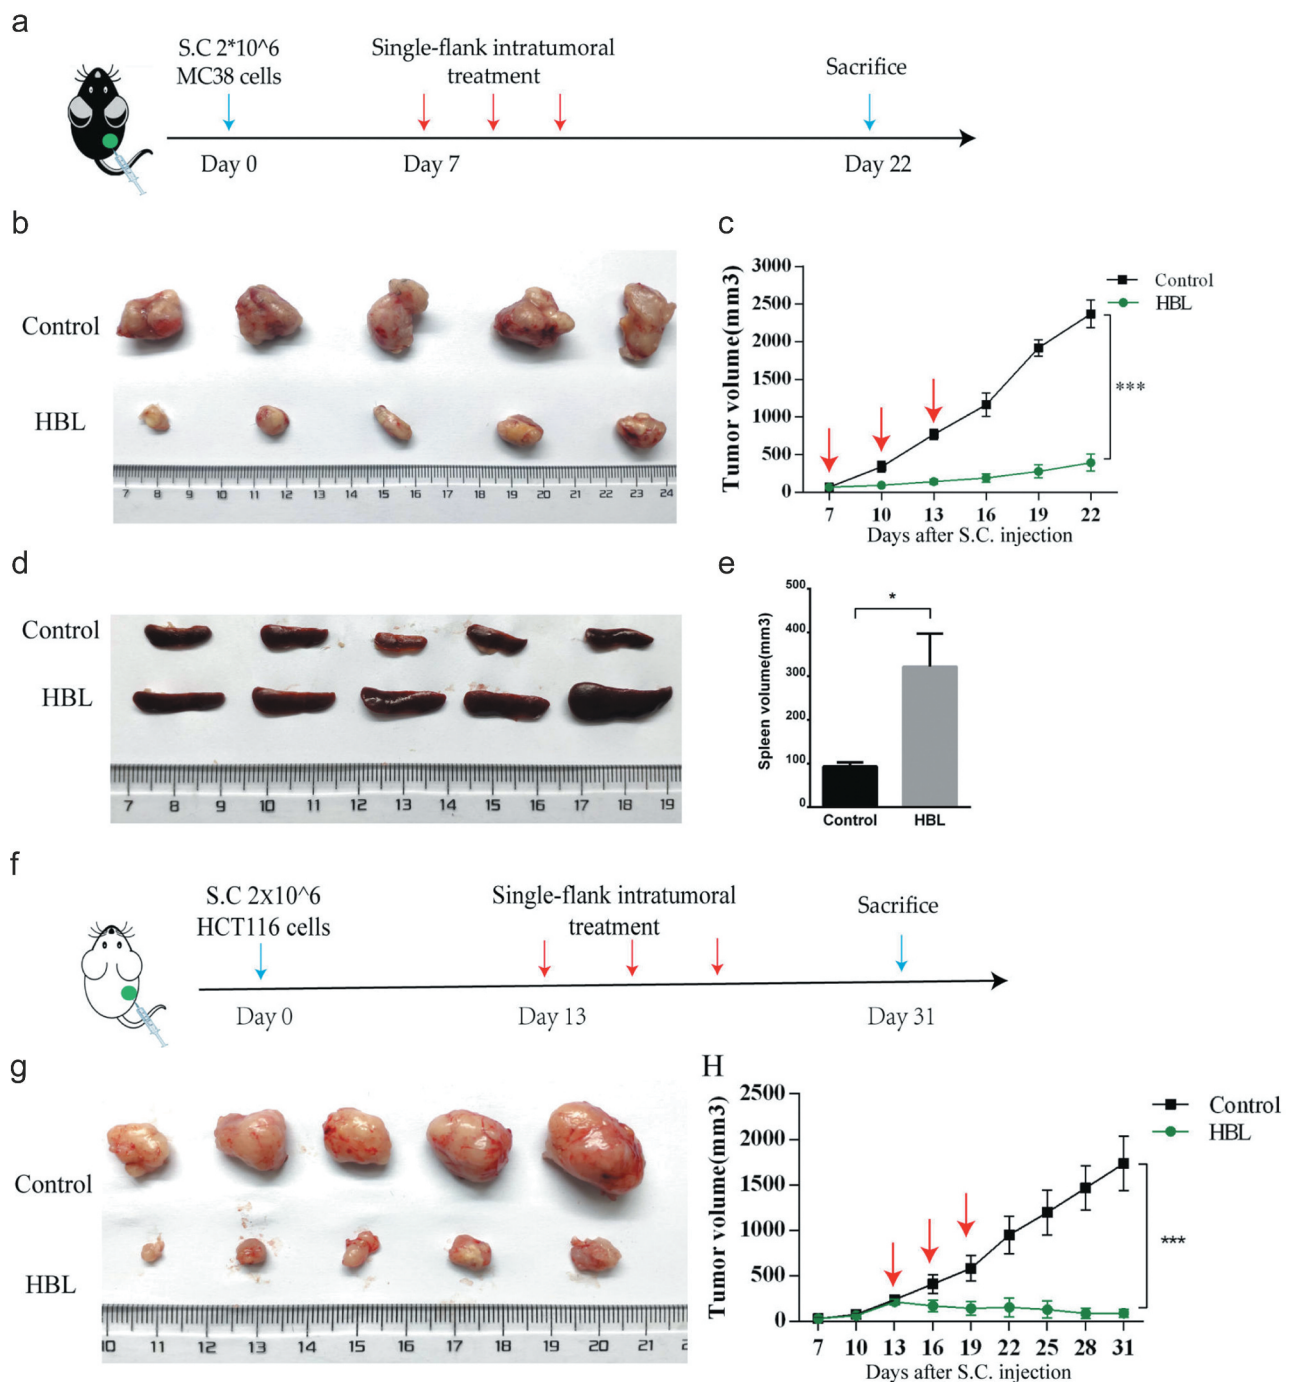 a
S.C 2*10^6
MC38 cells
Single-flank intratumoral
treatment
Sacrifice
Day 0
Day 7
Day 22
b
Control
HBL
7 8 9 10 11 12 13 14 15 16 17 18 19 20 21 22 23 24
c
3000
2500
2000
1500
1000
500
0
Tumor volume(mm3)
Control
HBL
***
7 10 13 16 19 22
Days after S.C. injection
d
Control
HBL
7 8 9 10 11 12 13 14 15 16 17 18 19
e
500
400
300
200
100
0
Spleen volume(mm3)
*
Control HBL
f
S.C 2x10^6
HCT116 cells
Single-flank intratumoral
treatment
Sacrifice
Day 0
Day 13
Day 31
g
Control
HBL
10 11 12 13 14 15 16 17 18 19 20 21 2
H
2500
2000
1500
1000
500
0
Tumor volume(mm3)
Control
HBL
***
7 10 13 16 19 22 25 28 31
Days after S.C. injection